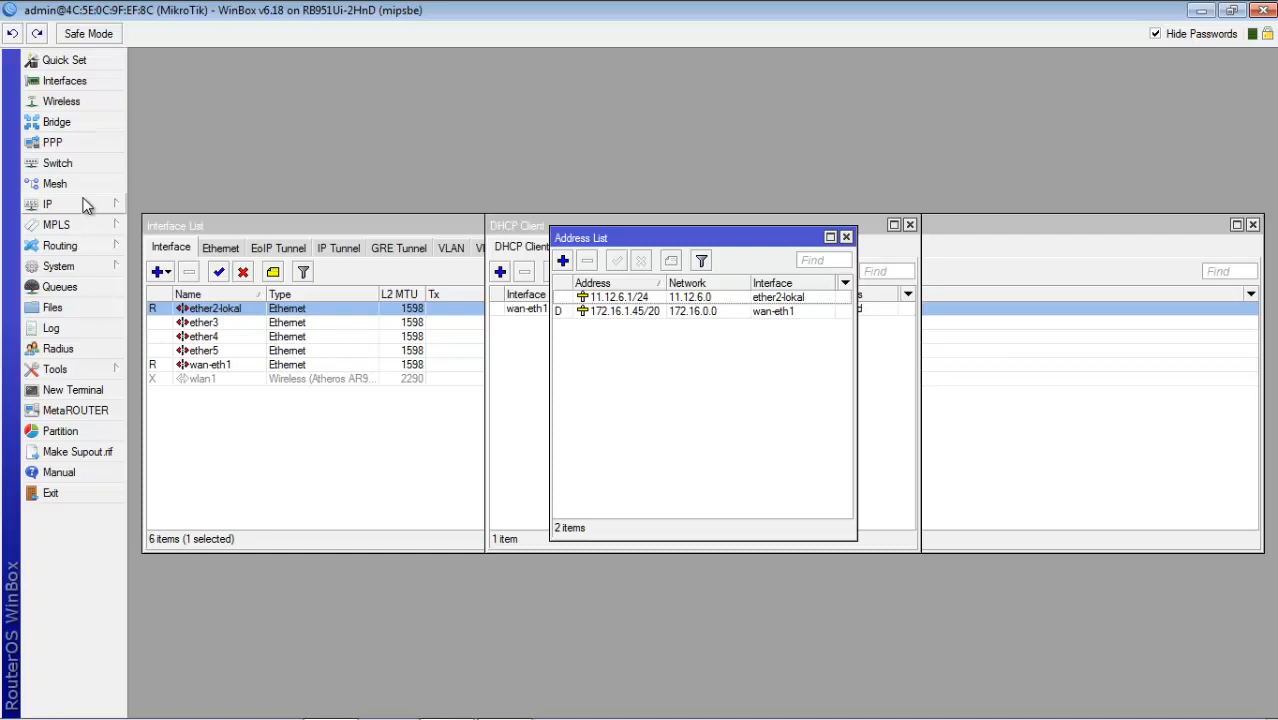 admin@4C:5E:0C:9F:EF:8C (MikroTik) - WinBox v6.18 on RB951Ui-2HnD (mipsbe)
Safe Mode
Hide Passwords
Quick Set
Interfaces
Wireless
Bridge
PPP
Switch
Mesh
IP
MPLS
Routing
System
Queues
Files
Log
Radius
Tools
New Terminal
MetaROUTER
Partition
Make Supout.rif
Manual
Exit
RouterOS WinBox
Interface List
Interface Ethernet EoIP Tunnel IP Tunnel GRE Tunnel VLAN
Name Type L2 MTU Tx
R ether2-lokal Ethernet 1598
ether3 Ethernet 1598
ether4 Ethernet 1598
ether5 Ethernet 1598
R wan-eth1 Ethernet 1598
X wlan1 Wireless (Atheros AR9... 2290
6 items (1 selected)
DHCP Client
DHCP Client
Find
Interface
wan-eth1
1 item
Address List
Find
Address Network Interface
11.12.6.1/24 11.12.6.0 ether2-lokal
D 172.16.1.45/20 172.16.0.0 wan-eth1
2 items
Find